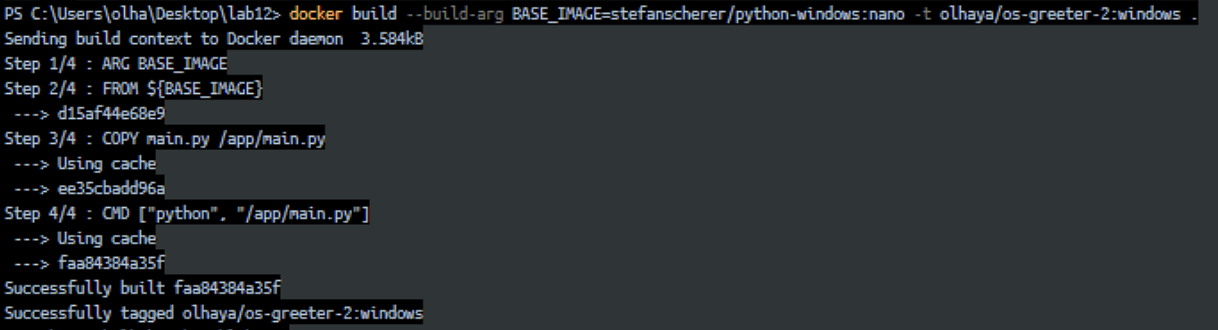 PS C:\Users\olha\Desktop\lab12> docker build --build-arg BASE_IMAGE=stefanscherer/python-windows:nano -t olhaya/os-greeter-2:windows .
Sending build context to Docker daemon  3.584kB
Step 1/4 : ARG BASE_IMAGE
Step 2/4 : FROM ${BASE_IMAGE}
 ---> d15af44e68e9
Step 3/4 : COPY main.py /app/main.py
 ---> Using cache
 ---> ee35cbadd96a
Step 4/4 : CMD ["python", "/app/main.py"]
 ---> Using cache
 ---> faa84384a35f
Successfully built faa84384a35f
Successfully tagged olhaya/os-greeter-2:windows